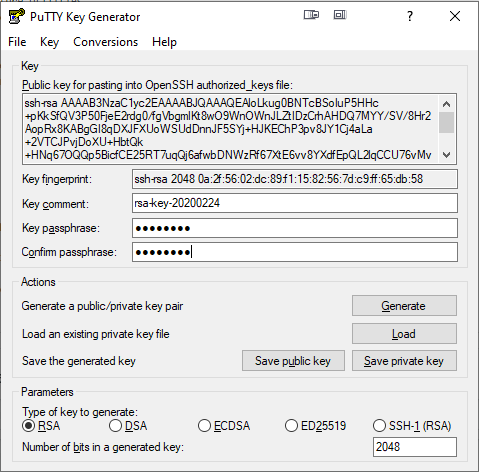 PuTTY Key Generator
File Key Conversions Help
Key
Public key for pasting into OpenSSH authorized_keys file:
ssh-rsa AAAAB3NzaC1yc2EAAAABJQAAAQEAloLkug0BNTcBSoluP5HHc
+pKkSfQV3P50FjeE2rdg0/fgVbgmlKt8wO9WnOWnJLZtIDzCrhAHDQ7MYY/SV/8Hr2
AopRx8KABgGI8qDXJFXUoWSUdDnnJF5SYj+HJKEChP3pv8JY1Cj4aLa
+2VTCJPvjDoXU+HbtQk
+HNq67OQQp5BicfCE25RT7uqQj6afwbDNWzRf67XtE6vv8YXdfEpQL2lqCCU76vMv
Key fingerprint: ssh-rsa 2048 0a:2f:56:02:dc:89:f1:15:82:56:7d:c9:ff:65:db:58
Key comment: rsa-key-20200224
Key passphrase: ●●●●●●●●
Confirm passphrase: ●●●●●●●●
Actions
Generate a public/private key pair Generate
Load an existing private key file Load
Save the generated key Save public key Save private key
Parameters
Type of key to generate:
RSA DSA ECDSA ED25519 SSH-1 (RSA)
Number of bits in a generated key: 2048